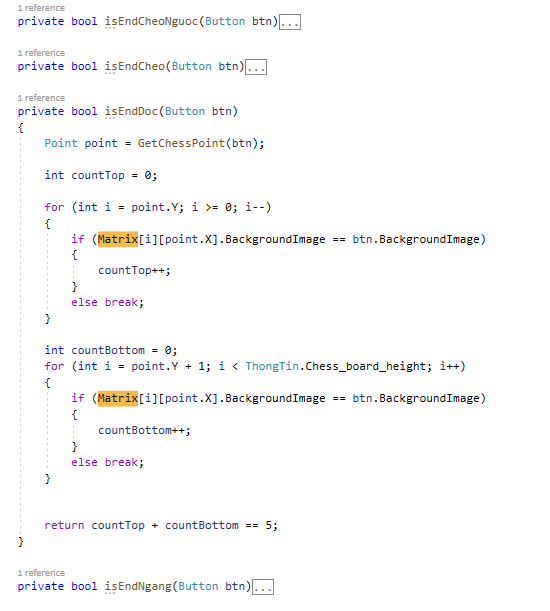 1 reference
private bool isEndCheoNguoc(Button btn)...
1 reference
private bool isEndCheo(Button btn)...
1 reference
private bool isEndDoc(Button btn)
{
Point point = GetChessPoint(btn);
int countTop = 0;
for (int i = point.Y; i >= 0; i--)
{
if (Matrix[i][point.X].BackgroundImage == btn.BackgroundImage)
{
countTop++;
}
else break;
}
int countBottom = 0;
for (int i = point.Y + 1; i < ThongTin.Chess_board_height; i++)
{
if (Matrix[i][point.X].BackgroundImage == btn.BackgroundImage)
{
countBottom++;
}
else break;
}
return countTop + countBottom == 5;
}
1 reference
private bool isEndNgang(Button btn)...